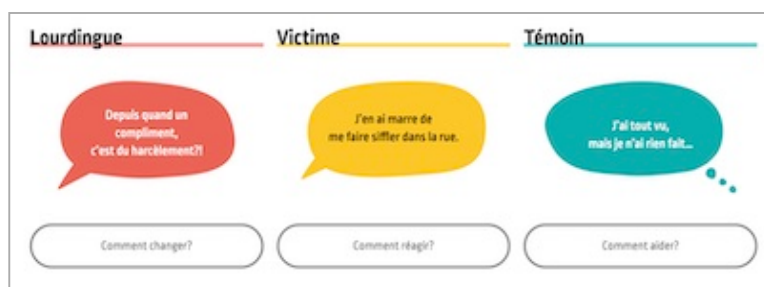 Lourdingue
Victime
Témoin
Depuis quand un
compliment,
c'est du harcèlement?!
J'en ai marre de
me faire siffler dans la rue.
J'ai tout vu,
mais je n'ai rien fait...
Comment changer?
Comment réagir?
Comment aider?